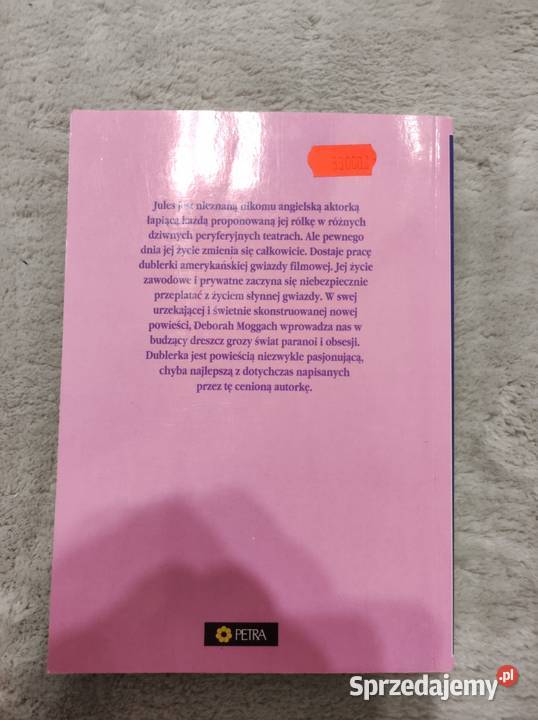 Jules jest nieznaną nikomu angielską aktorką
łapiącą każdą proponowaną jej rólkę w różnych
dziwnych peryferyjnych teatrach. Ale pewnego
dnia jej życie zmienia się całkowicie. Dostaje pracę
dublerki amerykańskiej gwiazdy filmowej. Jej życie
zawodowe i prywatne zaczyna się niebezpiecznie
przeplatać z życiem słynnej gwiazdy. W swej
urzekającej i świetnie skonstruowanej nowej
powieści, Deborah Moggach wprowadza nas w
budzący dreszcz grozy świat paranoi i obsesji.
Dublerka jest powieścią niezwykle pasjonującą,
chyba najlepszą z dotychczas napisanych
przez tę cenioną autorkę.
PETRA
Sprzedajemy.pl